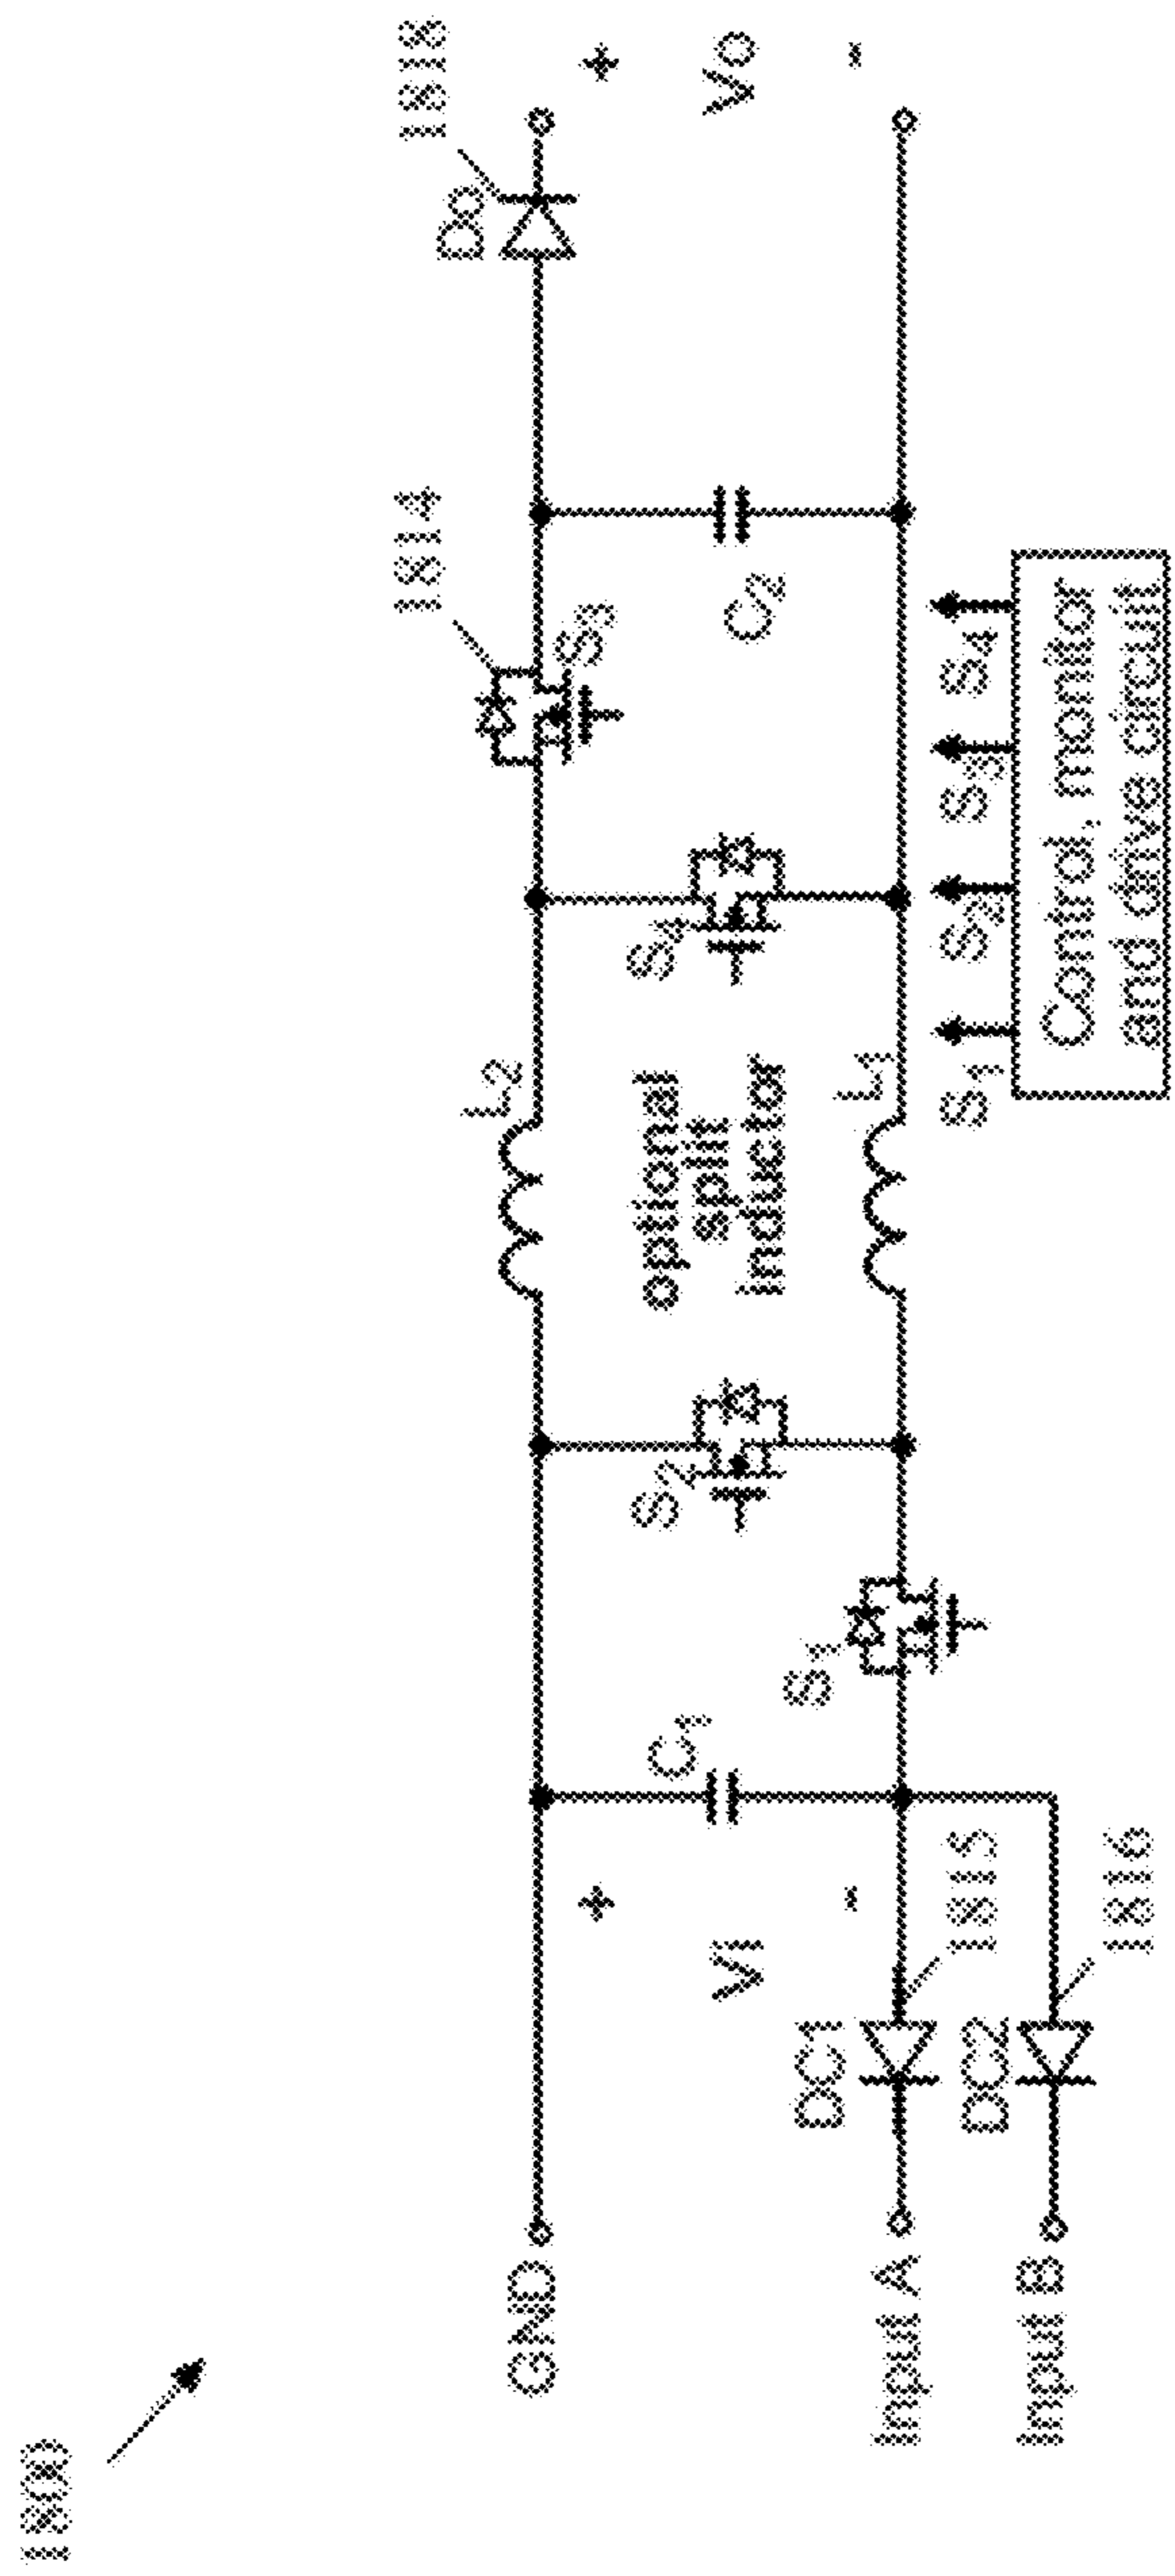 1800
GND
Input A
Input B
DC1
DC2
1815
1816
+
Vi
-
C1
S1
S2
L2
optional
split
Inductor
L1
S4
S3
1814
C2
Do
1818
+
Vo
-
S1 S2 S3 S4
Control, monitor
and drive circuit